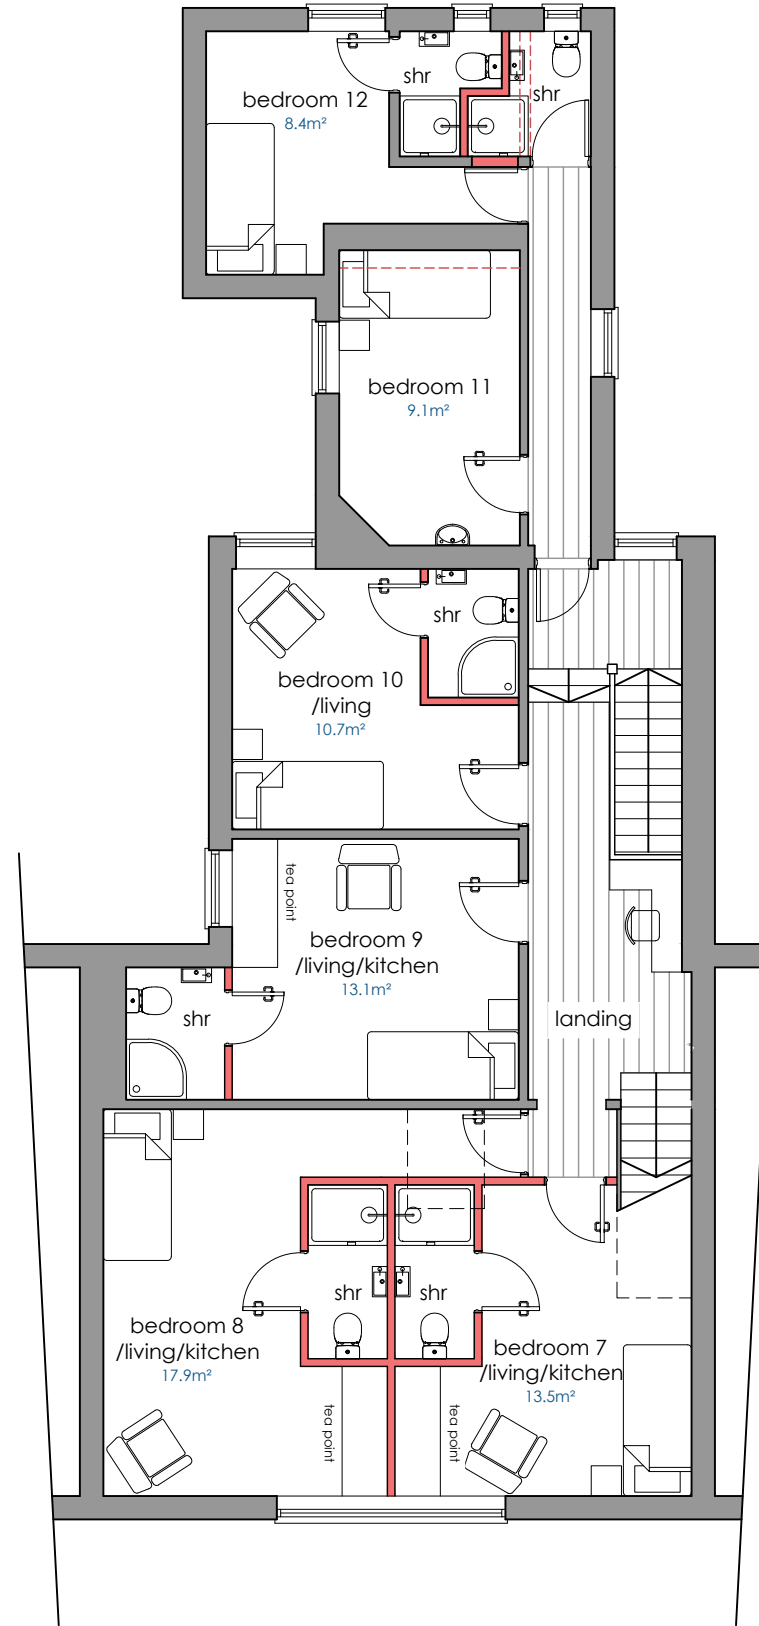 shr
bedroom 12
8.4m²
shr
bedroom 11
9.1m²
shr
bedroom 10
/living
10.7m²
tea point
bedroom 9
/living/kitchen
13.1m²
shr
landing
shr
shr
bedroom 8
/living/kitchen
17.9m²
bedroom 7
/living/kitchen
13.5m²
tea point
tea point